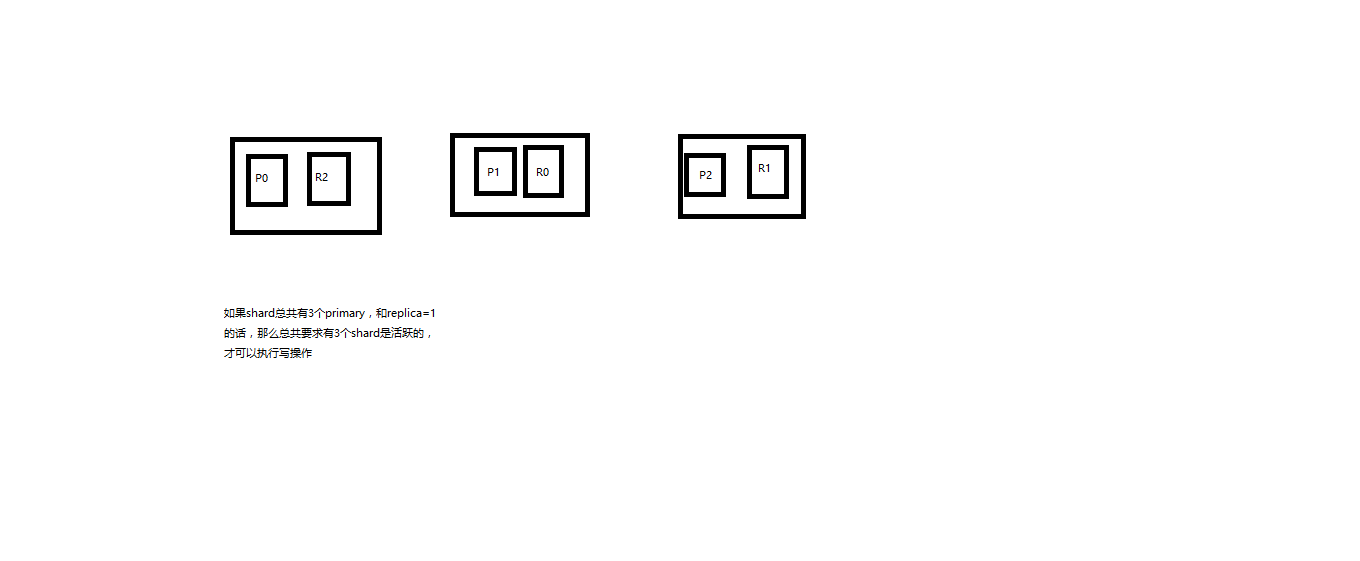 P0
R2
P1
R0
P2
R1
如果shard总共有3个primary，和replica=1
的话，那么总共要求有3个shard是活跃的，
才可以执行写操作